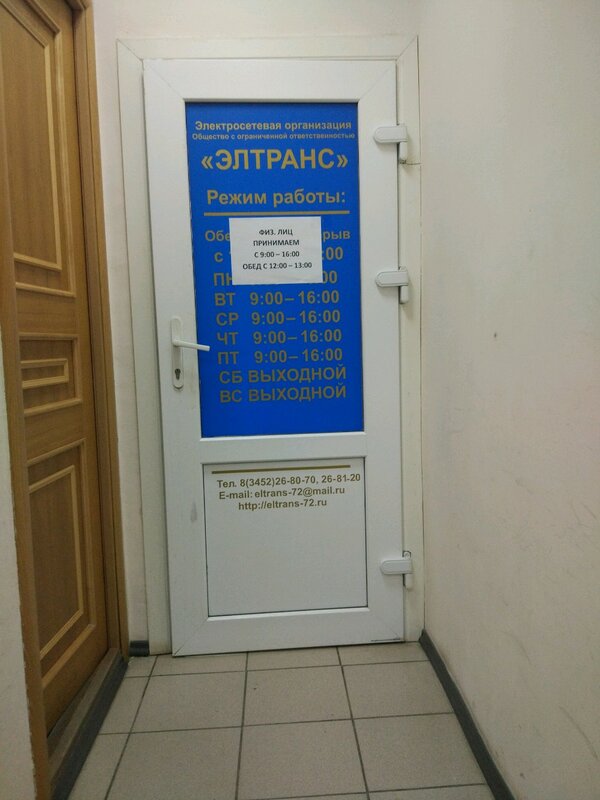 Электросетевая организация
Общество с ограниченной ответственностью
«ЭЛТРАНС»
Режим работы:
ФИЗ. ЛИЦ
ПРИНИМАЕМ
С 9:00 – 16:00
ОБЕД С 12:00 – 13:00
с
ПН
ВТ 9:00 – 16:00
СР 9:00 – 16:00
ЧТ 9:00 – 16:00
ПТ 9:00 – 16:00
СБ ВЫХОДНОЙ
ВС ВЫХОДНОЙ
Тел. 8(3452)26-80-70, 26-81-20
E-mail: eltrans-72@mail.ru
http://eltrans-72.ru